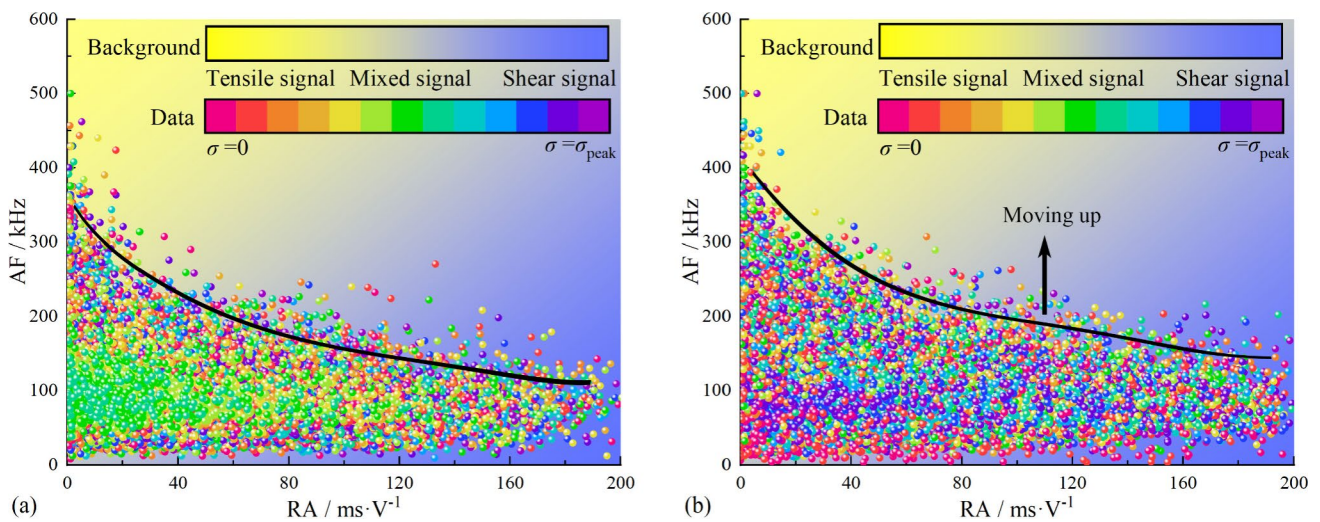 600
500
400
300
200
100
0
AF / kHz
Background
Tensile signal Mixed signal Shear signal
Data
σ =0
σ =σpeak
0 40 80 120 160 200
(a)
RA / ms·V⁻¹
600
500
400
300
200
100
0
AF / kHz
Background
Tensile signal Mixed signal Shear signal
Data
σ =0
σ =σpeak
Moving up
0 40 80 120 160 200
(b)
RA / ms·V⁻¹